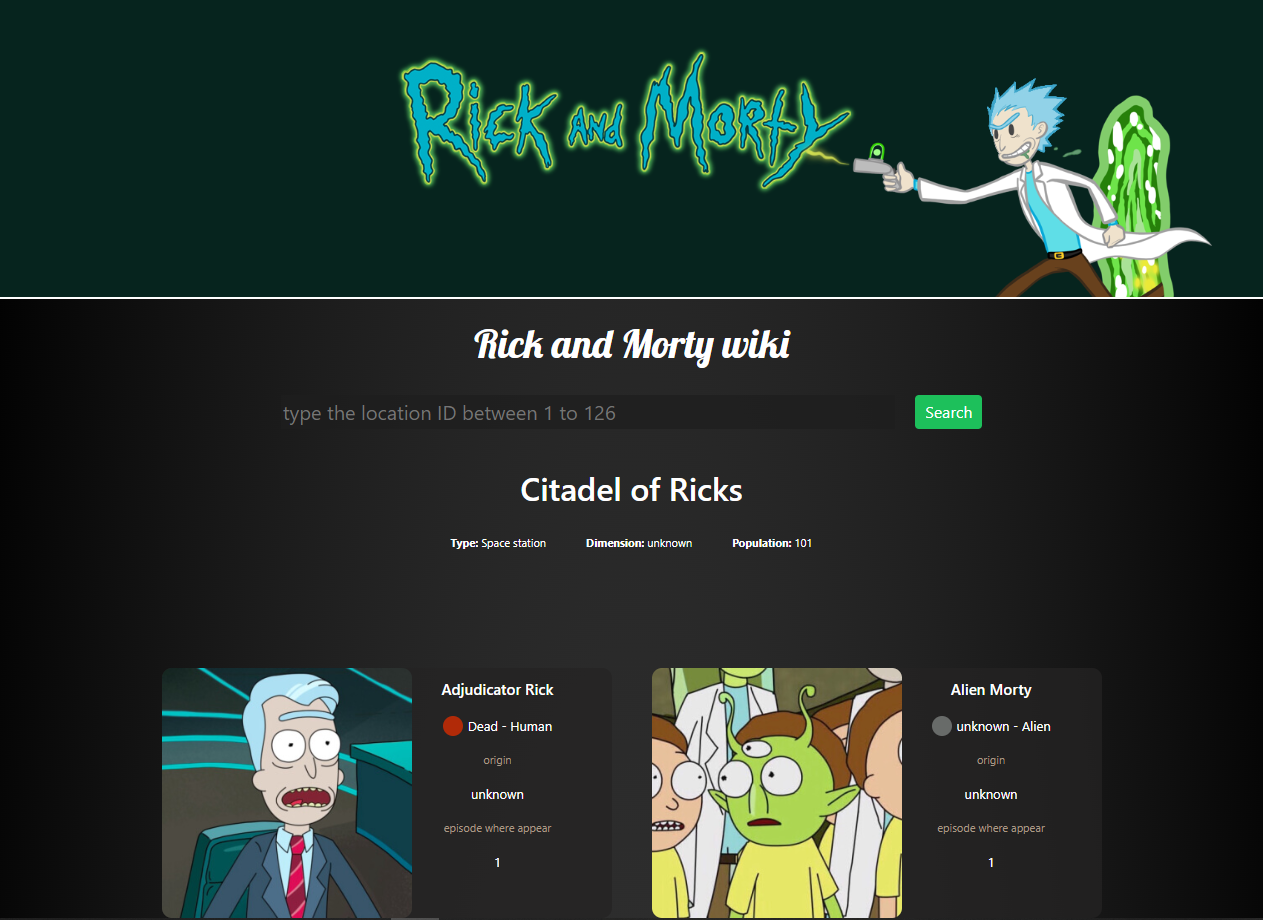 Rick and Morty
Rick and Morty wiki
type the location ID between 1 to 126
Search
Citadel of Ricks
Type: Space station Dimension: unknown Population: 101
Adjudicator Rick
Dead - Human
origin
unknown
episode where appear
1
Alien Morty
unknown - Alien
origin
unknown
episode where appear
1